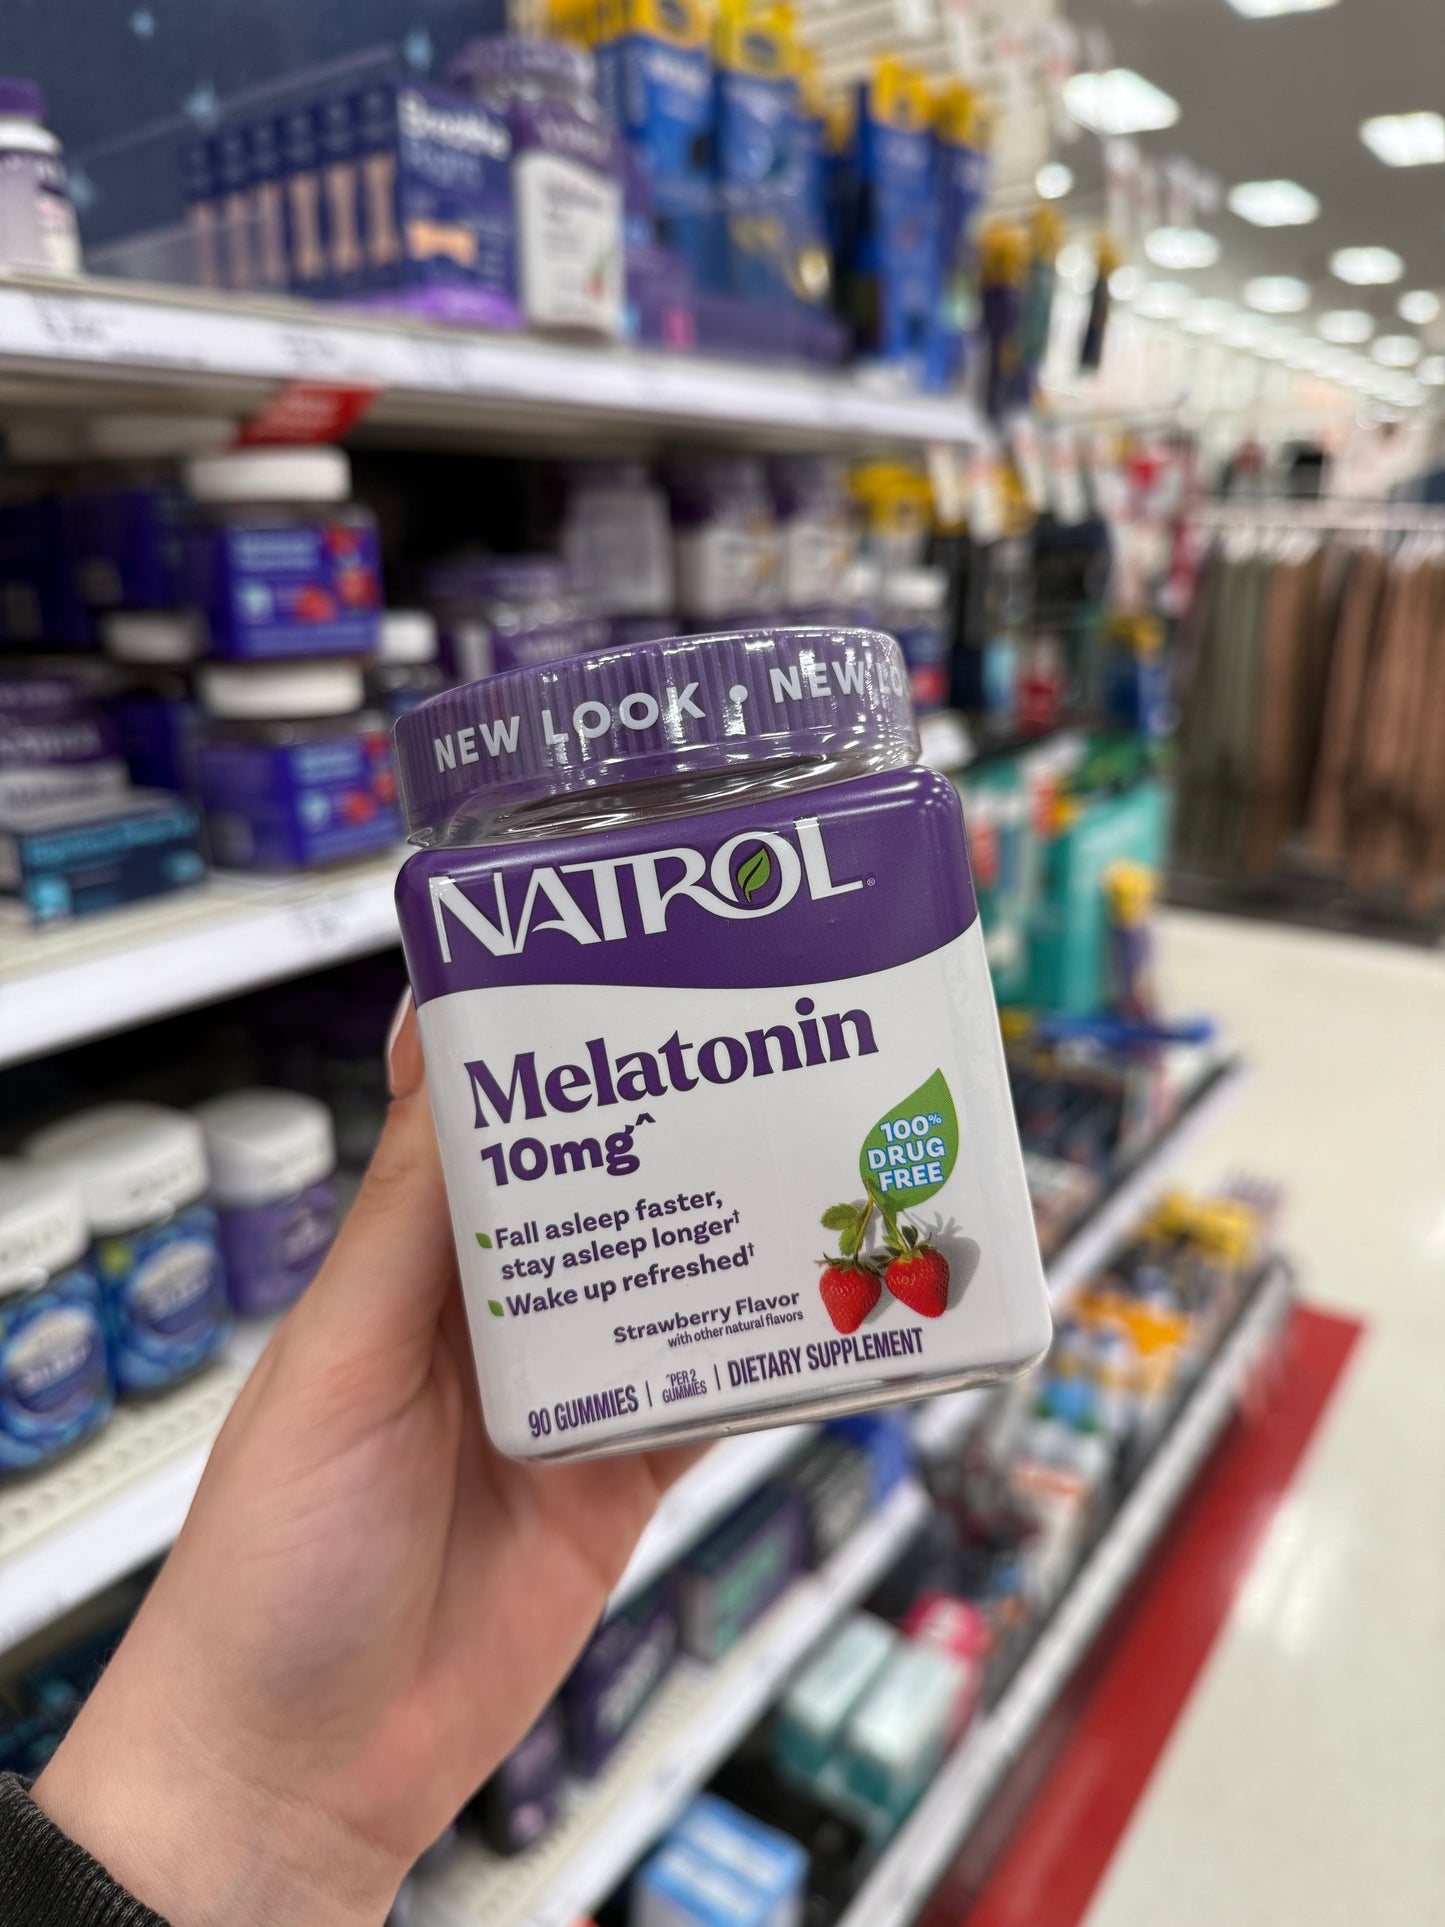 NEW LOOK • NEW
NATROL®
Melatonin
10mg^
Fall asleep faster,
stay asleep longer†
Wake up refreshed†
100%
DRUG
FREE
Strawberry Flavor
with other natural flavors
90 GUMMIES | ^PER 2 GUMMIES | DIETARY SUPPLEMENT